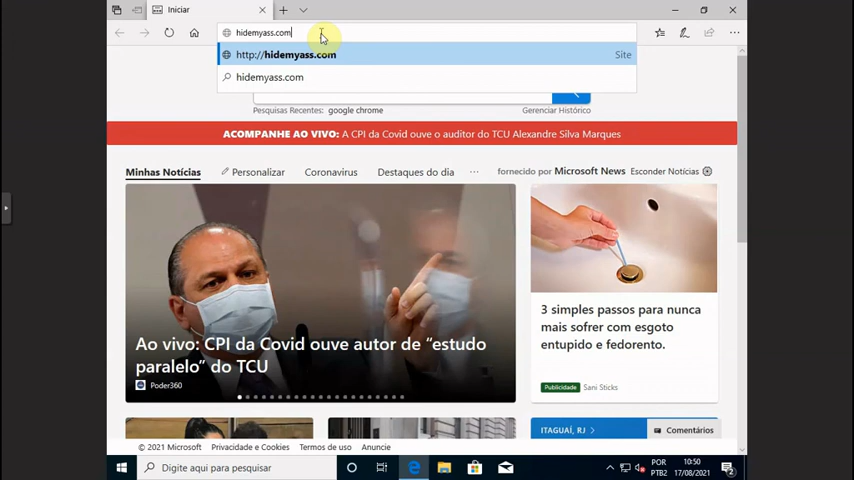 Iniciar
hidemyass.com
http://hidemyass.com
Site
hidemyass.com
Pesquisas Recentes: google chrome
Gerenciar Histórico
ACOMPANHE AO VIVO: A CPI da Covid ouve o auditor do TCU Alexandre Silva Marques
Minhas Notícias
Personalizar
Coronavirus
Destaques do dia
fornecido por Microsoft News
Esconder Notícias
Ao vivo: CPI da Covid ouve autor de “estudo
paralelo” do TCU
Poder360
3 simples passos para nunca
mais sofrer com esgoto
entupido e fedorento.
Publicidade
Sani Sticks
ITAGUAÍ, RJ
Comentários
© 2021 Microsoft
Privacidade e Cookies
Termos de uso
Anuncie
Digite aqui para pesquisar
POR
PTB2
10:50
17/08/2021
2